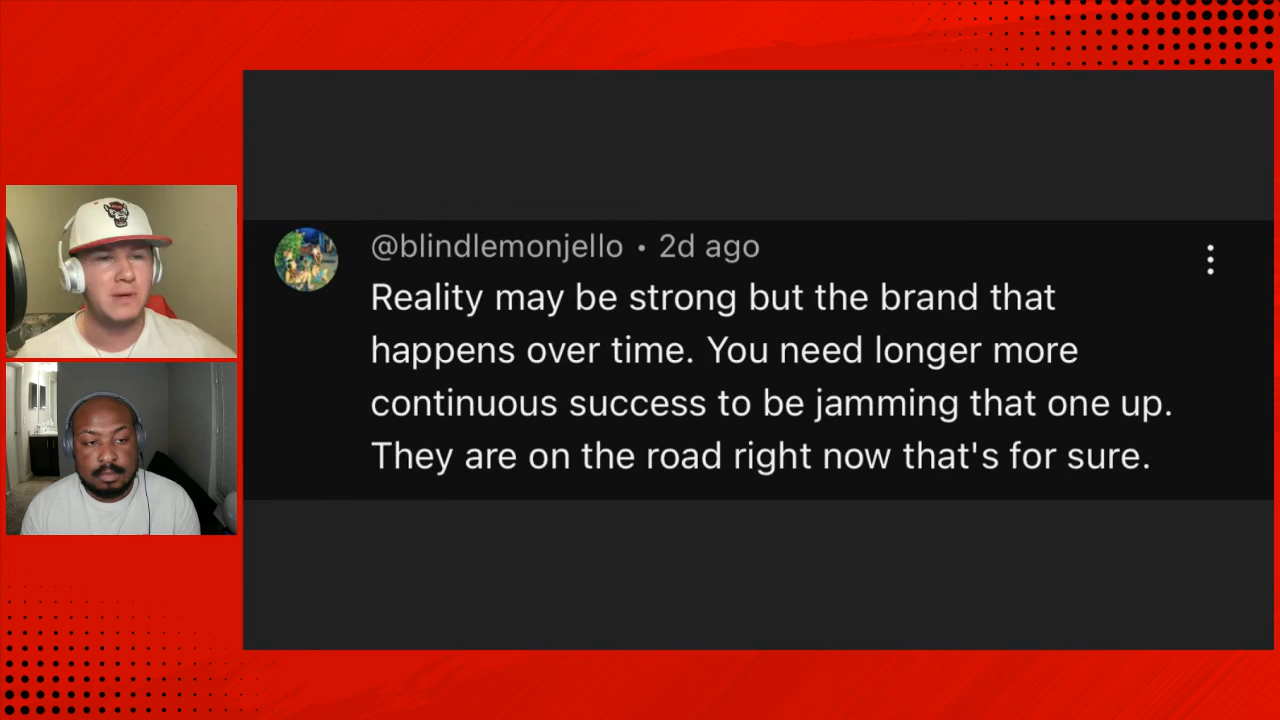 @blindlemonjello • 2d ago
Reality may be strong but the brand that
happens over time. You need longer more
continuous success to be jamming that one up.
They are on the road right now that's for sure.